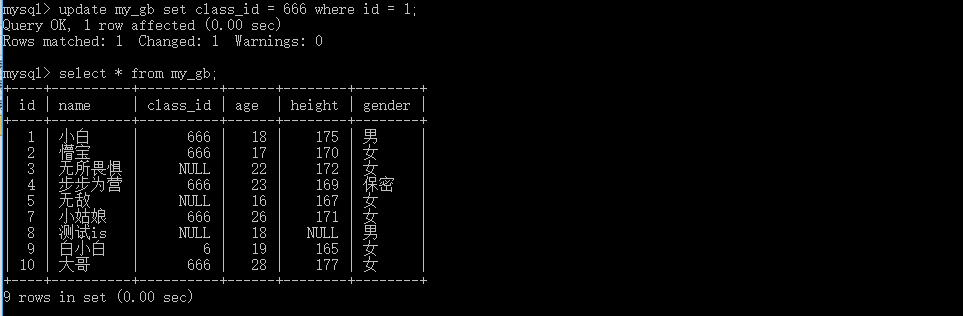 mysql> update my_gb set class_id = 666 where id = 1;
Query OK, 1 row affected (0.00 sec)
Rows matched: 1  Changed: 1  Warnings: 0
mysql> select * from my_gb;
+----+----------+----------+------+--------+--------+
| id | name     | class_id | age  | height | gender |
+----+----------+----------+------+--------+--------+
|  1 | 小白     |      666 |   18 |    175 | 男     |
|  2 | 懵宝     |      666 |   17 |    170 | 女     |
|  3 | 无所畏惧 |     NULL |   22 |    172 | 女     |
|  4 | 步步为营 |      666 |   23 |    169 | 保密   |
|  5 | 无敌     |     NULL |   16 |    167 | 女     |
|  7 | 小姑娘   |      666 |   26 |    171 | 女     |
|  8 | 测试is   |     NULL |   18 |   NULL | 男     |
|  9 | 白小白   |        6 |   19 |    165 | 女     |
| 10 | 大哥     |      666 |   28 |    177 | 女     |
+----+----------+----------+------+--------+--------+
9 rows in set (0.00 sec)